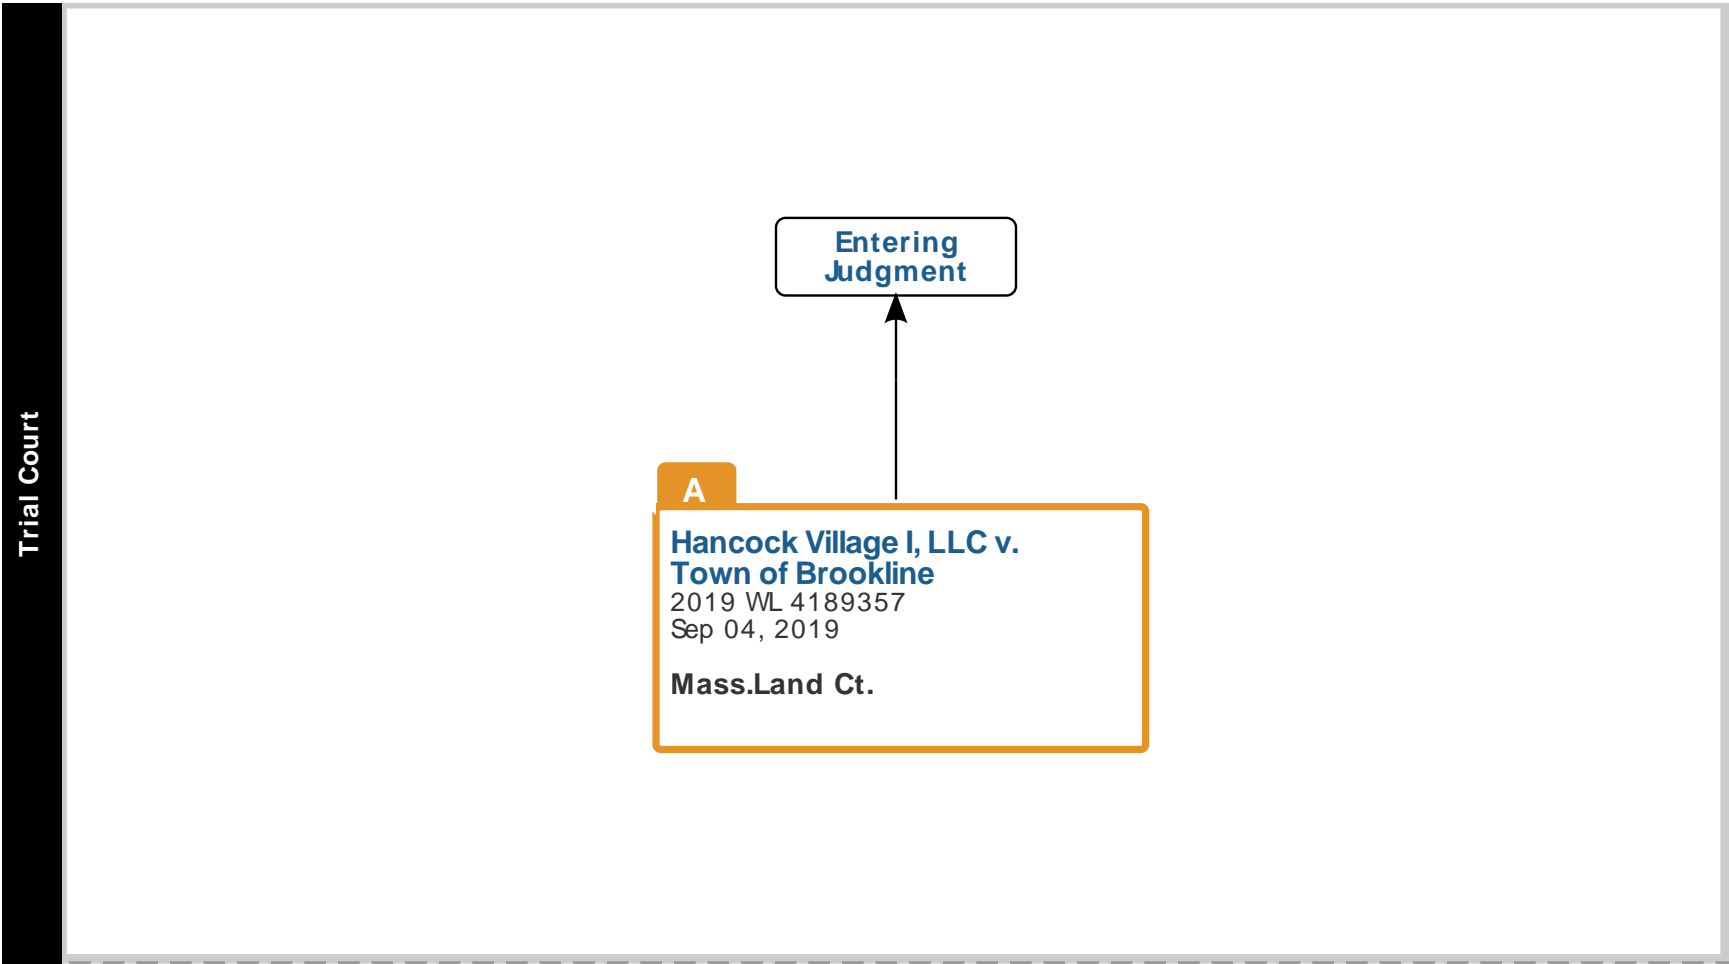 Trial Court
Entering
Judgment
A
Hancock Village I, LLC v.
Town of Brookline
2019 WL 4189357
Sep 04, 2019
Mass.Land Ct.